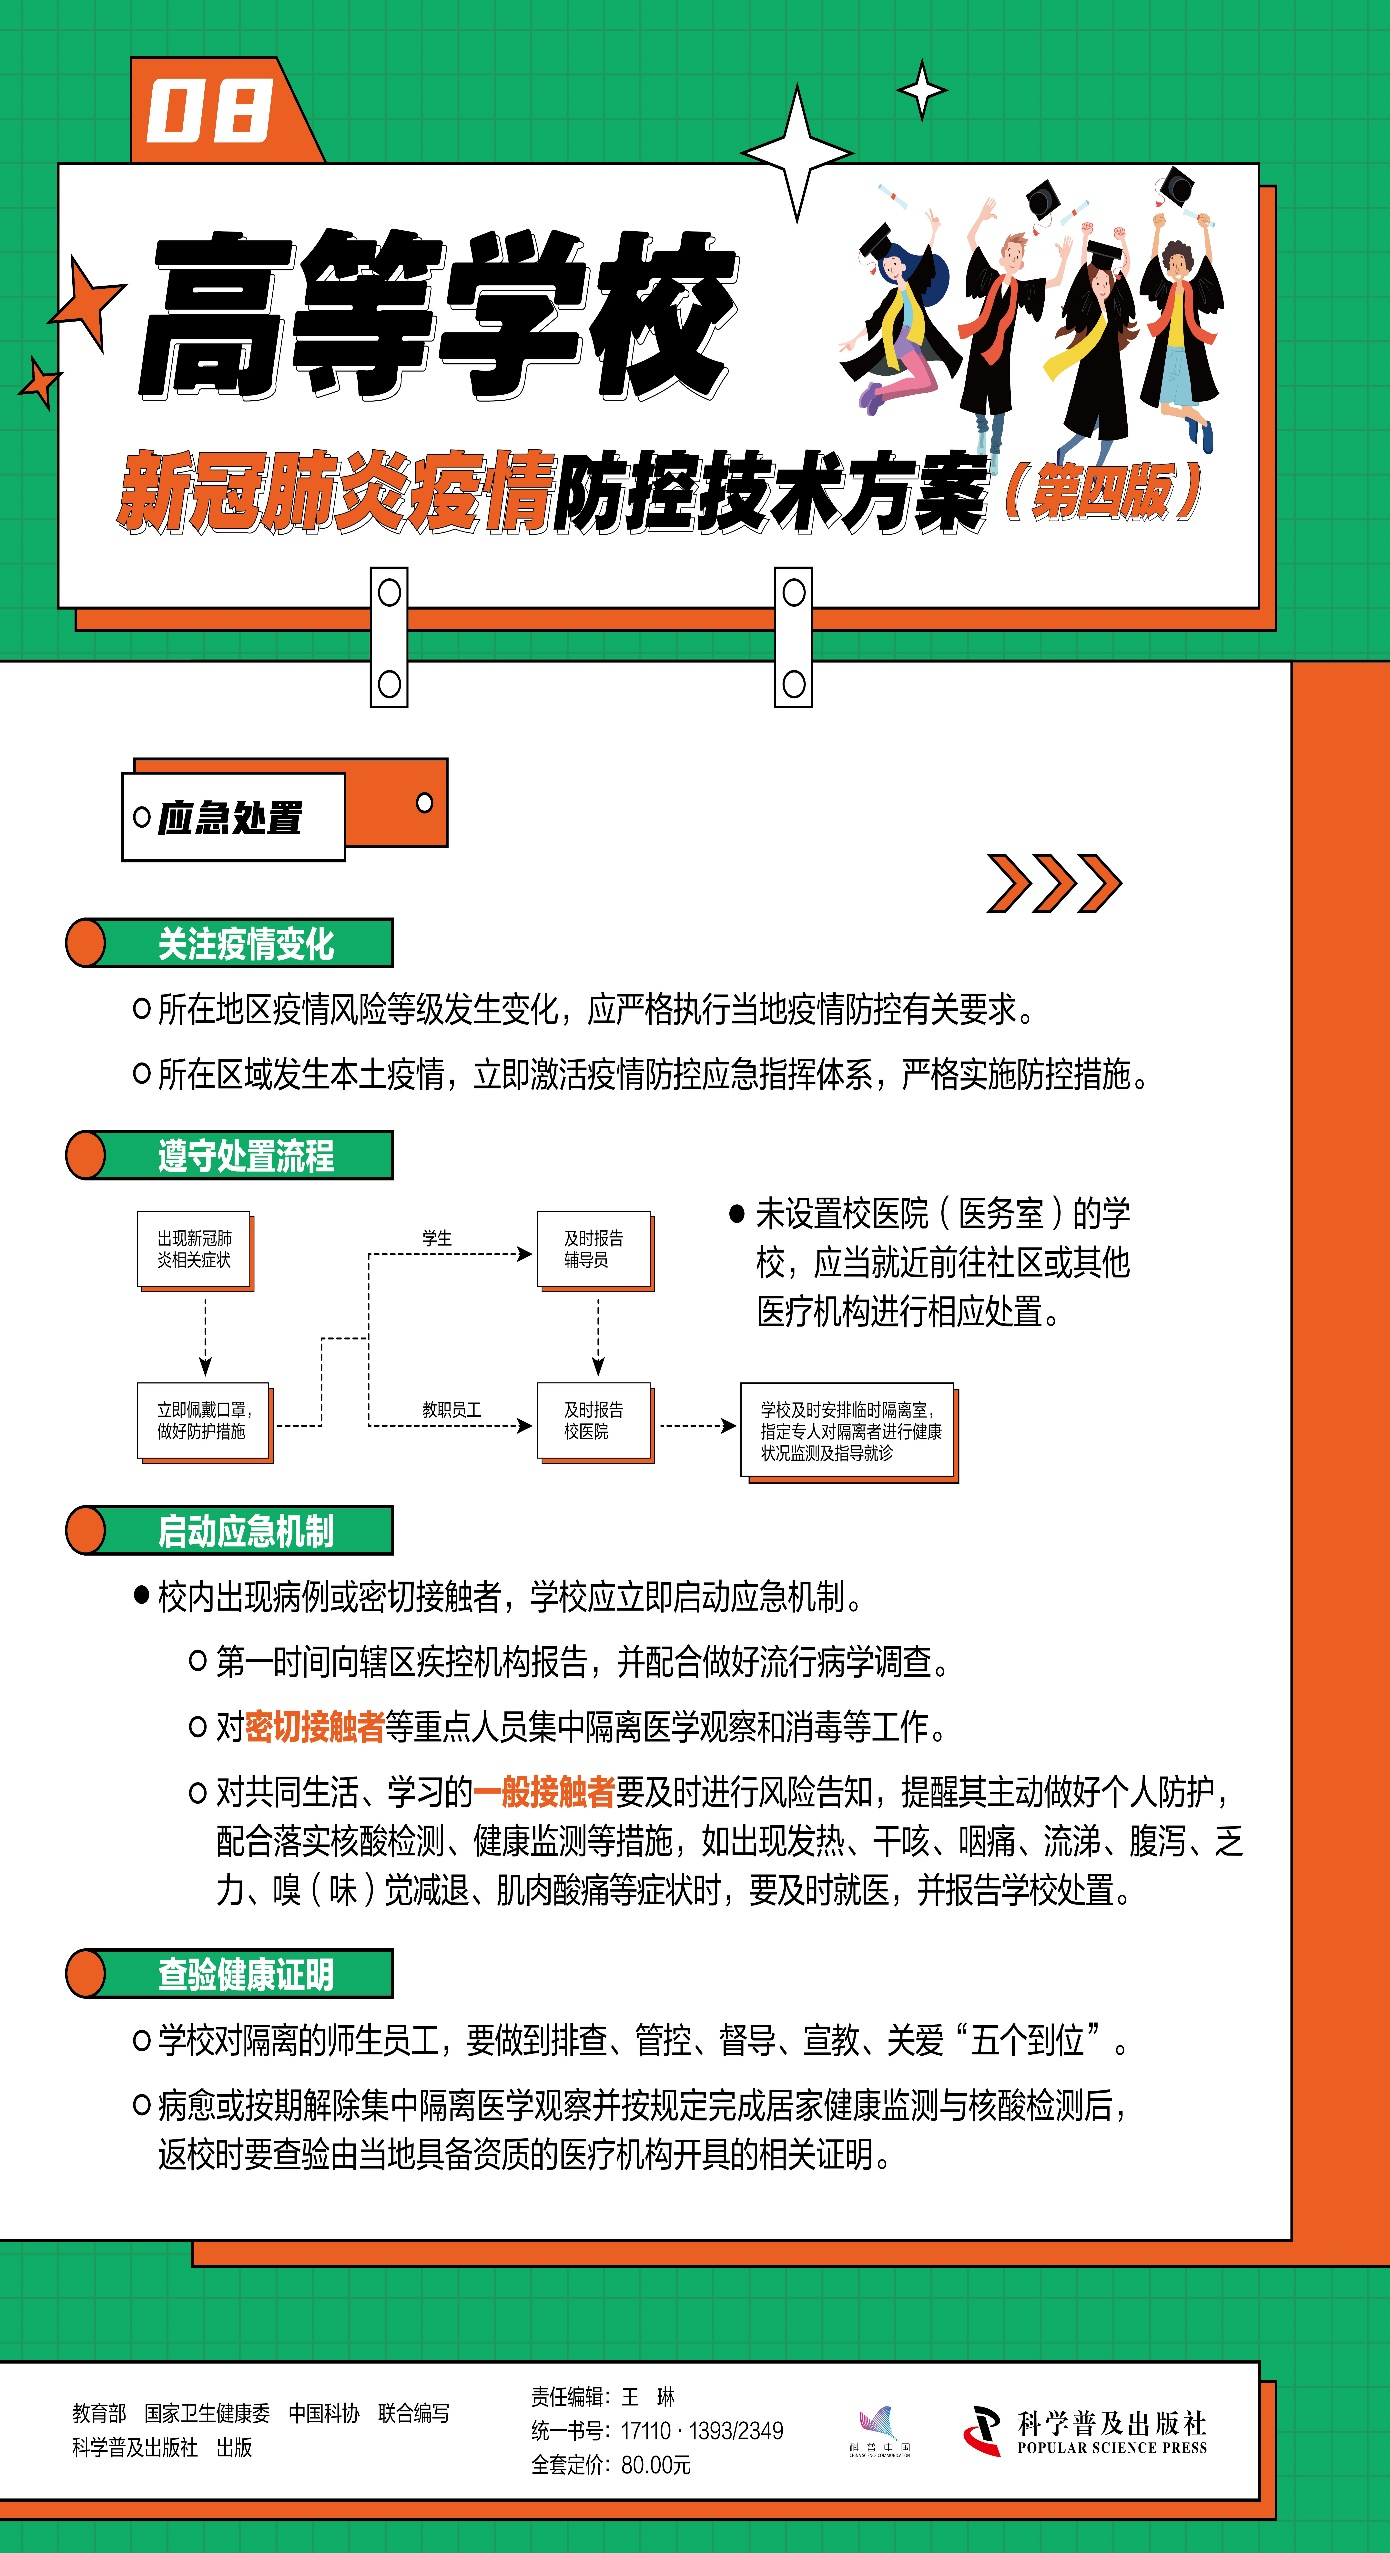 08
高等学校
新冠肺炎疫情防控技术方案（第四版）
应急处置
关注疫情变化
所在地区疫情风险等级发生变化，应严格执行当地疫情防控有关要求。
所在区域发生本土疫情，立即激活疫情防控应急指挥体系，严格实施防控措施。
遵守处置流程
出现新冠肺
炎相关症状
学生
及时报告
辅导员
未设置校医院（医务室）的学
校，应当就近前往社区或其他
医疗机构进行相应处置。
立即佩戴口罩，
做好防护措施
教职员工
及时报告
校医院
学校及时安排临时隔离室，
指定专人对隔离者进行健康
状况监测及指导就诊
启动应急机制
校内出现病例或密切接触者，学校应立即启动应急机制。
第一时间向辖区疾控机构报告，并配合做好流行病学调查。
对密切接触者等重点人员集中隔离医学观察和消毒等工作。
对共同生活、学习的一般接触者要及时进行风险告知，提醒其主动做好个人防护，
配合落实核酸检测、健康监测等措施，如出现发热、干咳、咽痛、流涕、腹泻、乏
力、嗅（味）觉减退、肌肉酸痛等症状时，要及时就医，并报告学校处置。
查验健康证明
学校对隔离的师生员工，要做到排查、管控、督导、宣教、关爱“五个到位”。
病愈或按期解除集中隔离医学观察并按规定完成居家健康监测与核酸检测后，
返校时要查验由当地具备资质的医疗机构开具的相关证明。
教育部 国家卫生健康委 中国科协 联合编写
科学普及出版社 出版
责任编辑：王 琳
统一书号：17110·1393/2349
全套定价：80.00元
科普中国
CHINA SCIENCE COMMUNICATION
科学普及出版社
POPULAR SCIENCE PRESS